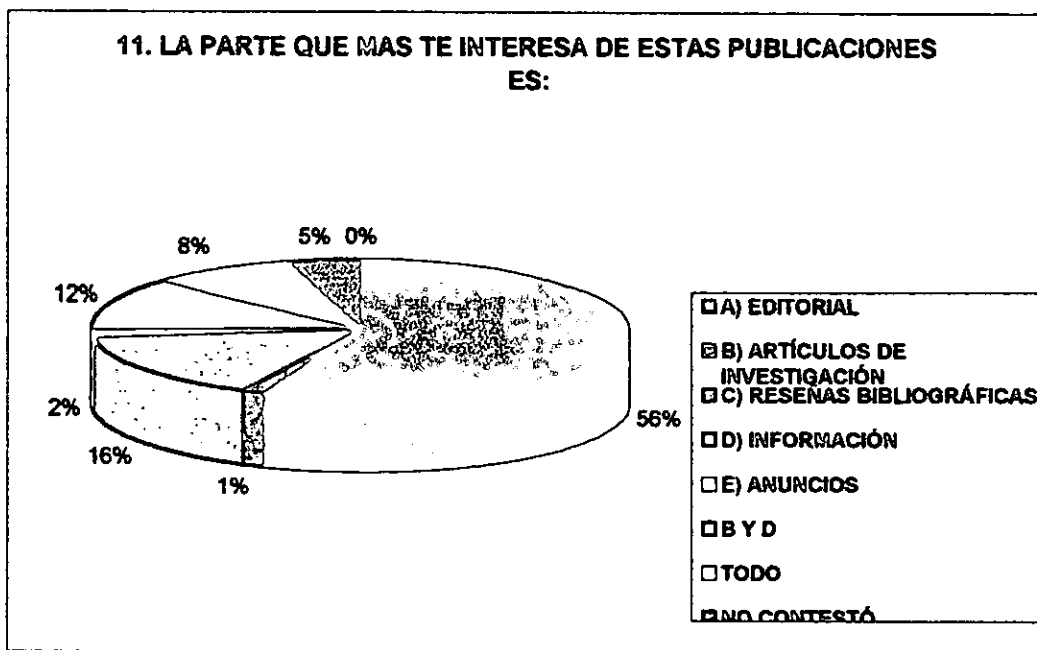 11. LA PARTE QUE MAS TE INTERESA DE ESTAS PUBLICACIONES
ES:
5% 0%
8%
12%
56%
2%
16%
1%
A) EDITORIAL
B) ARTÍCULOS DE
INVESTIGACIÓN
C) RESEÑAS BIBLIOGRÁFICAS
D) INFORMACIÓN
E) ANUNCIOS
B Y D
TODO
NO CONTESTÓ